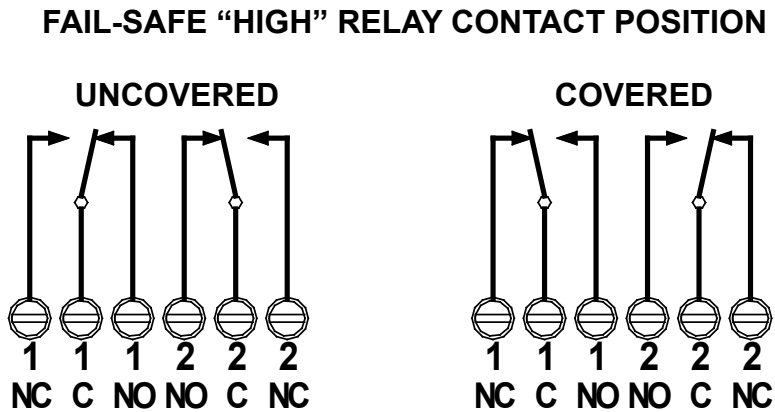 FAIL-SAFE “HIGH” RELAY CONTACT POSITION
UNCOVERED
1 1 1 2 2 2
NC C NO NO C NC
COVERED
1 1 1 2 2 2
NC C NO NO C NC